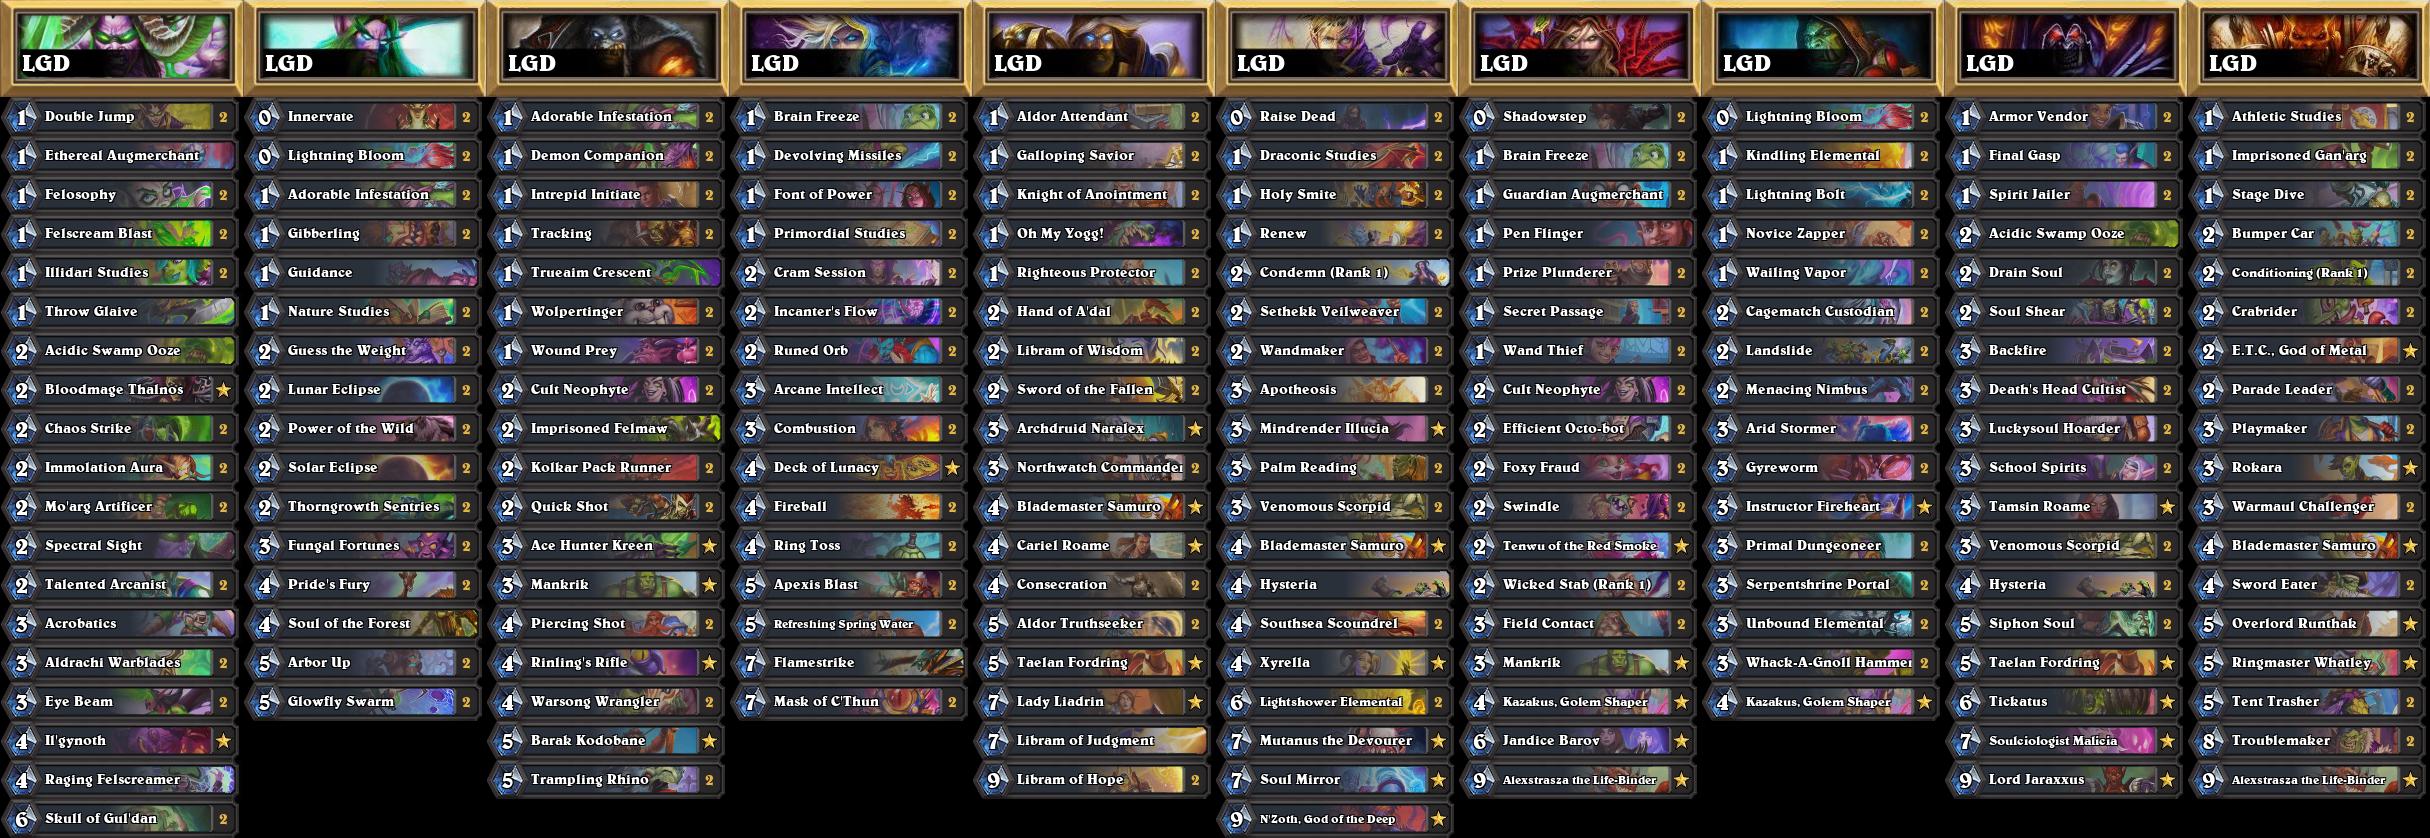 LGD
1 Double Jump 2
1 Ethereal Augmerchant
1 Felosophy 2
1 Felscream Blast 2
1 Illidari Studies 2
1 Throw Glaive
2 Acidic Swamp Ooze
2 Bloodmage Thalnos
2 Chaos Strike 2
2 Immolation Aura 2
2 Mo'arg Artificer 2
2 Spectral Sight
2 Talented Arcanist 2
3 Acrobatics
3 Aldrachi Warblades 2
3 Eye Beam 2
4 Il'gynoth
4 Raging Felscreamer
6 Skull of Gul'dan 2
LGD
0 Innervate 2
0 Lightning Bloom 2
1 Adorable Infestation 2
1 Gibberling 2
1 Guidance
1 Nature Studies 2
2 Guess the Weight 2
2 Lunar Eclipse 2
2 Power of the Wild 2
2 Solar Eclipse 2
2 Thorngrowth Sentries 2
3 Fungal Fortunes 2
4 Pride's Fury 2
4 Soul of the Forest
5 Arbor Up 2
5 Glowfly Swarm 2
LGD
1 Adorable Infestation 2
1 Demon Companion 2
1 Intrepid Initiate 2
1 Tracking 2
1 Trueaim Crescent
1 Wolpertinger 2
1 Wound Prey 2
2 Cult Neophyte 2
2 Imprisoned Felmaw
2 Kolkar Pack Runner 2
2 Quick Shot 2
3 Ace Hunter Kreen
3 Mankrik
4 Piercing Shot 2
4 Rinling's Rifle
4 Warsong Wrangler 2
5 Barak Kodobane
5 Trampling Rhino 2
LGD
1 Brain Freeze 2
1 Devolving Missiles 2
1 Font of Power 2
1 Primordial Studies 2
2 Cram Session 2
2 Incanter's Flow 2
2 Runed Orb 2
3 Arcane Intellect 2
3 Combustion 2
4 Deck of Lunacy
4 Fireball 2
4 Ring Toss 2
5 Apexis Blast 2
5 Refreshing Spring Water 2
7 Flamestrike
7 Mask of C'Thun 2
LGD
1 Aldor Attendant 2
1 Galloping Savior 2
1 Knight of Anointment 2
1 Oh My Yogg! 2
1 Righteous Protector 2
2 Hand of A'dal 2
2 Libram of Wisdom 2
2 Sword of the Fallen 2
3 Archdruid Naralex
3 Northwatch Commander 2
4 Blademaster Samuro
4 Cariel Roame
4 Consecration 2
5 Aldor Truthseeker 2
5 Taelan Fordring
7 Lady Liadrin
7 Libram of Judgment
9 Libram of Hope 2
LGD
0 Raise Dead 2
1 Draconic Studies 2
1 Holy Smite 2
1 Renew 2
2 Condemn (Rank 1)
2 Sethekk Veilweaver 2
2 Wandmaker 2
3 Apotheosis 2
3 Mindrender Illucia
3 Palm Reading 2
3 Venomous Scorpid 2
4 Blademaster Samuro
4 Hysteria
4 Southsea Scoundrel 2
4 Xyrella
6 Lightshower Elemental 2
7 Mutanus the Devourer
7 Soul Mirror
9 N'Zoth, God of the Deep
LGD
0 Shadowstep 2
1 Brain Freeze 2
1 Guardian Augmerchant 2
1 Pen Flinger
1 Prize Plunderer 2
1 Secret Passage 2
1 Wand Thief 2
2 Cult Neophyte 2
2 Efficient Octo-bot 2
2 Foxy Fraud 2
2 Swindle 2
2 Tenwu of the Red Smoke
2 Wicked Stab (Rank 1) 2
3 Field Contact 2
3 Mankrik
4 Kazakus, Golem Shaper
6 Jandice Barov
9 Alexstrasza the Life-Binder
LGD
0 Lightning Bloom 2
1 Kindling Elemental 2
1 Lightning Bolt 2
1 Novice Zapper 2
1 Wailing Vapor 2
2 Cagematch Custodian 2
2 Landslide 2
2 Menacing Nimbus 2
3 Arid Stormer 2
3 Gyreworm 2
3 Instructor Fireheart
3 Primal Dungeoneer 2
3 Serpentshrine Portal 2
3 Unbound Elemental 2
3 Whack-A-Gnoll Hammer 2
4 Kazakus, Golem Shaper
LGD
1 Armor Vendor 2
1 Final Gasp 2
1 Spirit Jailer 2
2 Acidic Swamp Ooze
2 Drain Soul 2
2 Soul Shear 2
3 Backfire 2
3 Death's Head Cultist 2
3 Luckysoul Hoarder 2
3 School Spirits 2
3 Tamsin Roame
3 Venomous Scorpid 2
4 Hysteria 2
4 Siphon Soul 2
5 Taelan Fordring
6 Tickatus
7 Soulciologist Malicia
9 Lord Jaraxxus
LGD
1 Athletic Studies 2
1 Imprisoned Gan'arg 2
1 Stage Dive 2
2 Bumper Car 2
2 Conditioning (Rank 1) 2
2 Crabrider 2
2 E.T.C., God of Metal
2 Parade Leader 2
3 Playmaker 2
3 Rokara
3 Warmaul Challenger 2
4 Blademaster Samuro
4 Sword Eater 2
5 Overlord Runthak
5 Ringmaster Whatley
5 Tent Trasher 2
8 Troublemaker 2
9 Alexstrasza the Life-Binder